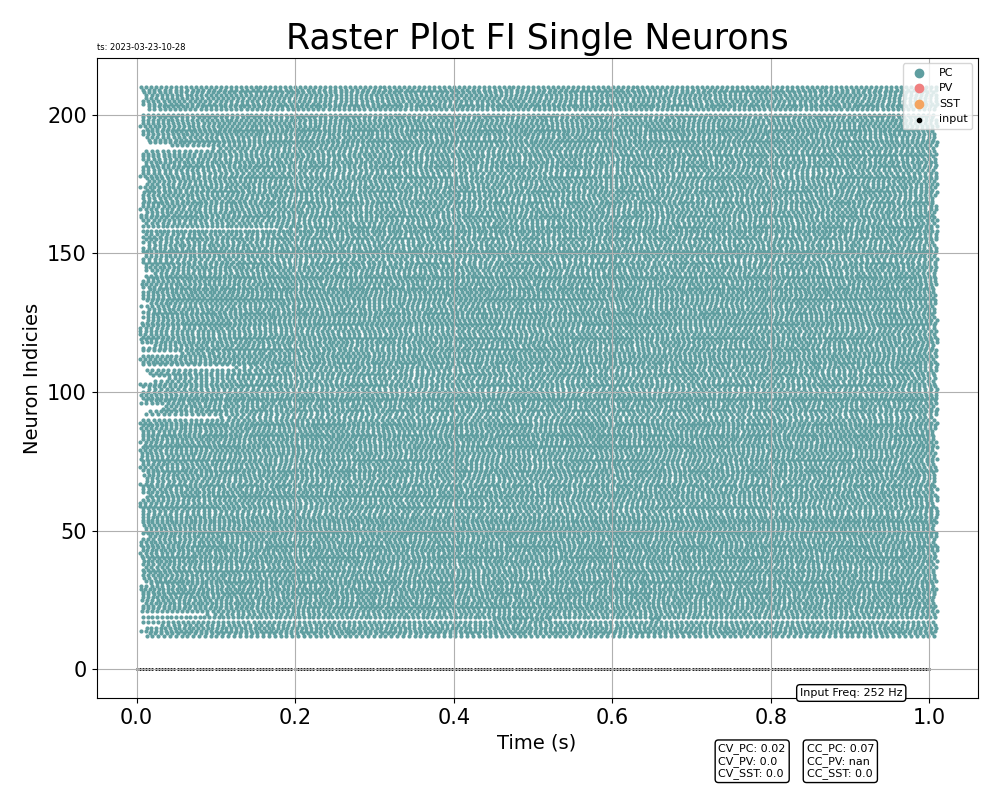 Raster Plot FI Single Neurons
ts: 2023-03-23-10-28
PC
PV
SST
input
200
150
100
50
0
Neuron Indicies
0.0 0.2 0.4 0.6 0.8 1.0
Time (s)
Input Freq: 252 Hz
CV_PC: 0.02
CV_PV: 0.0
CV_SST: 0.0
CC_PC: 0.07
CC_PV: nan
CC_SST: 0.0